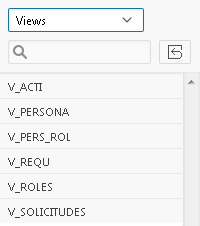 Views
V_ACTI
V_PERSONA
V_PERS_ROL
V_REQU
V_ROLES
V_SOLICITUDES